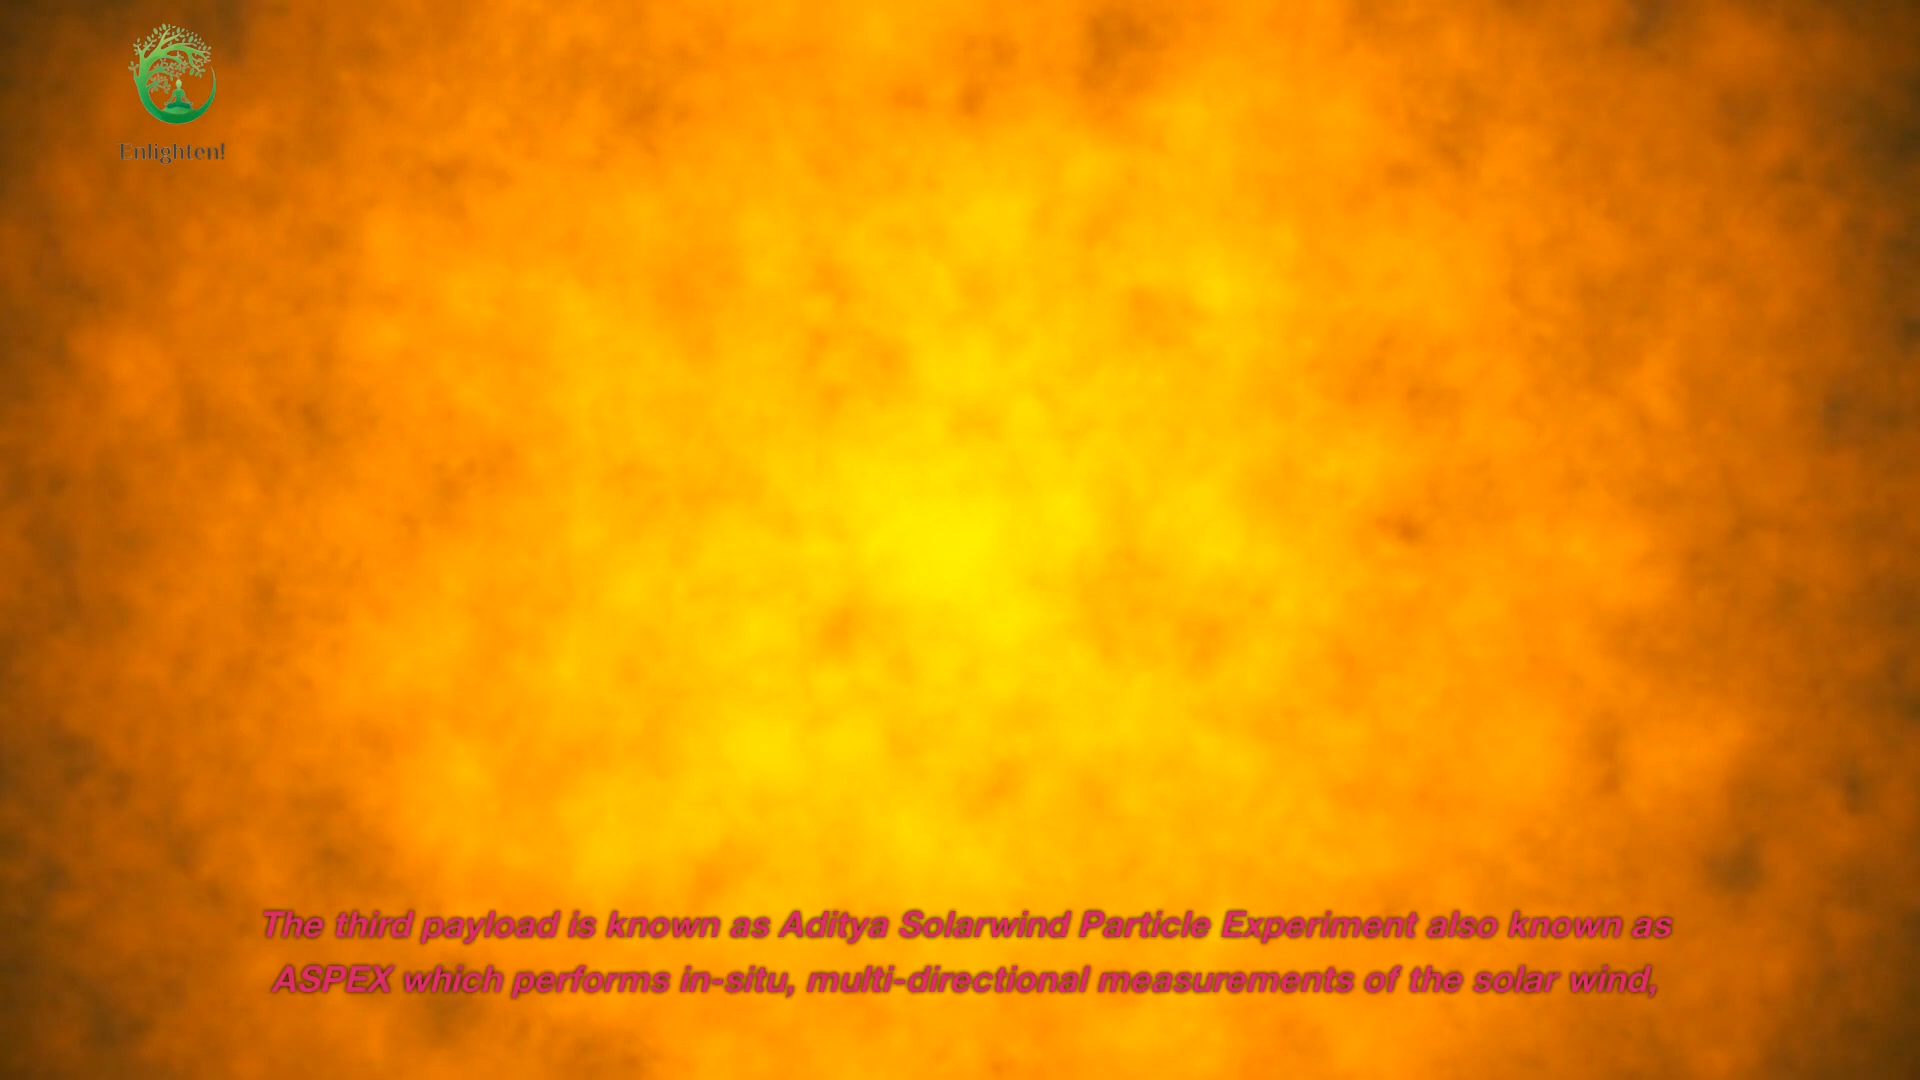 Enlighten!
The third payload is known as Aditya Solarwind Particle Experiment also known as
ASPEX which performs in-situ, multi-directional measurements of the solar wind,